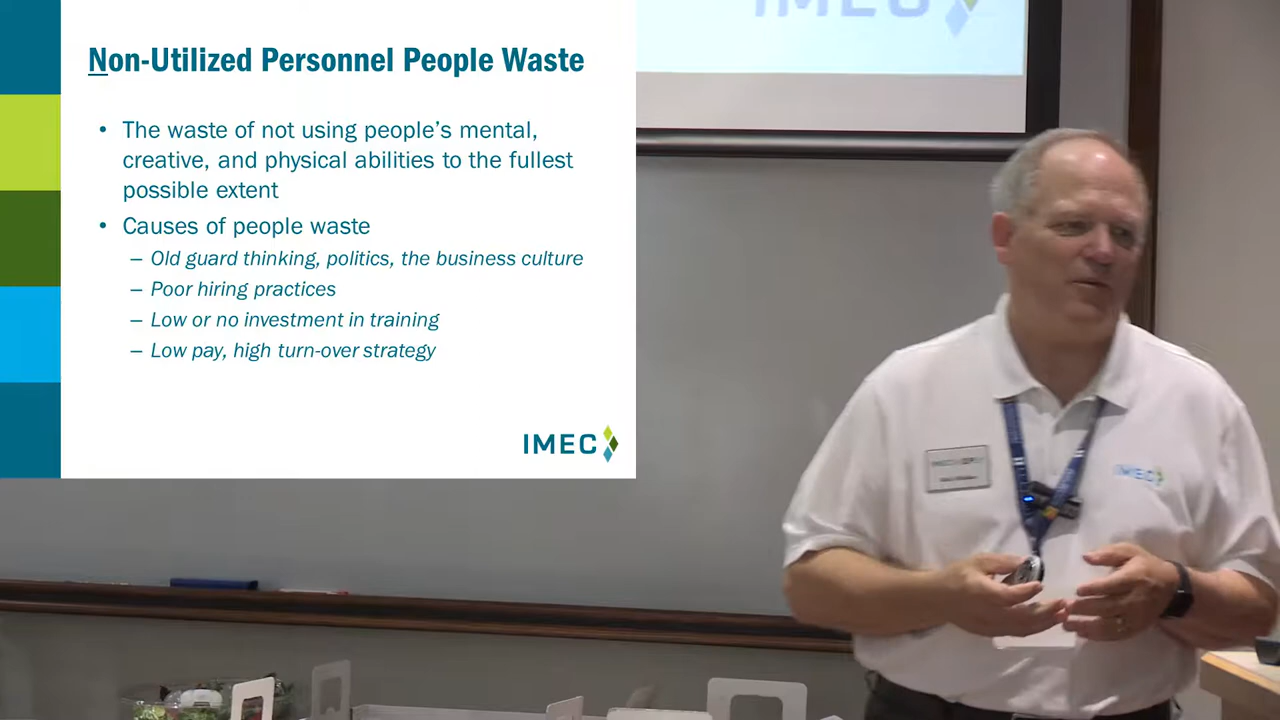 IMEC
Non-Utilized Personnel People Waste
• The waste of not using people's mental,
creative, and physical abilities to the fullest
possible extent
• Causes of people waste
– Old guard thinking, politics, the business culture
– Poor hiring practices
– Low or no investment in training
– Low pay, high turn-over strategy
IMEC
IMEC